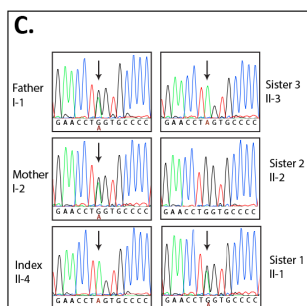 C.
Father
I-1
GAACCTGGTGCCCC
A
Sister 3
II-3
GAACCTAGTGCCCC
Mother
I-2
GAACCTGGTGCCCC
A
Sister 2
II-2
GAACCTGGTGCCCC
Index
II-4
GAACCTAGTGCCCC
Sister 1
II-1
GAACCTGGTGCCCC
A